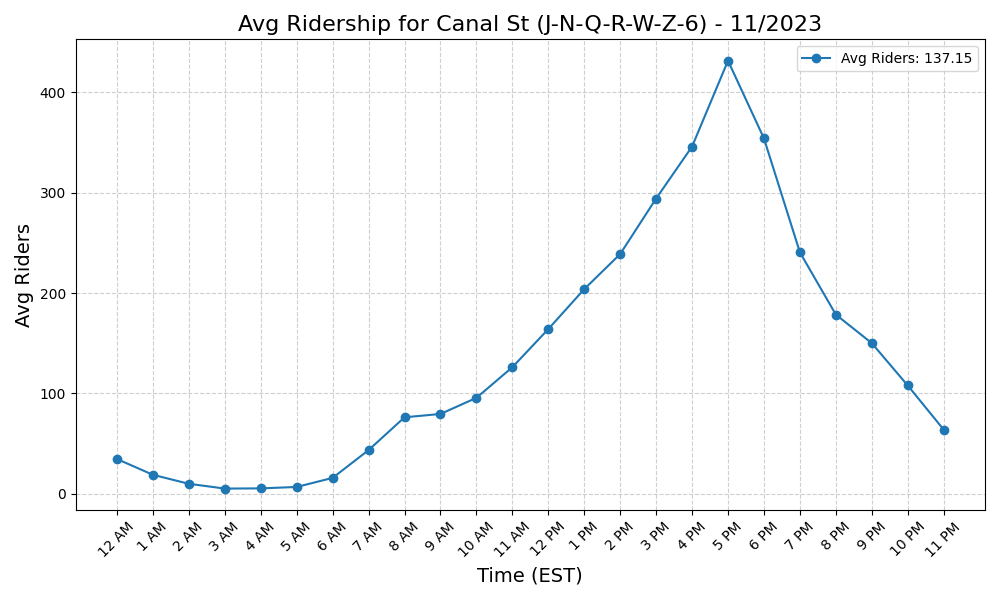 Avg Ridership for Canal St (J-N-Q-R-W-Z-6) - 11/2023
Avg Riders: 137.15
Avg Riders
400
300
200
100
0
12 AM
1 AM
2 AM
3 AM
4 AM
5 AM
6 AM
7 AM
8 AM
9 AM
10 AM
11 AM
12 PM
1 PM
2 PM
3 PM
4 PM
5 PM
6 PM
7 PM
8 PM
9 PM
10 PM
11 PM
Time (EST)